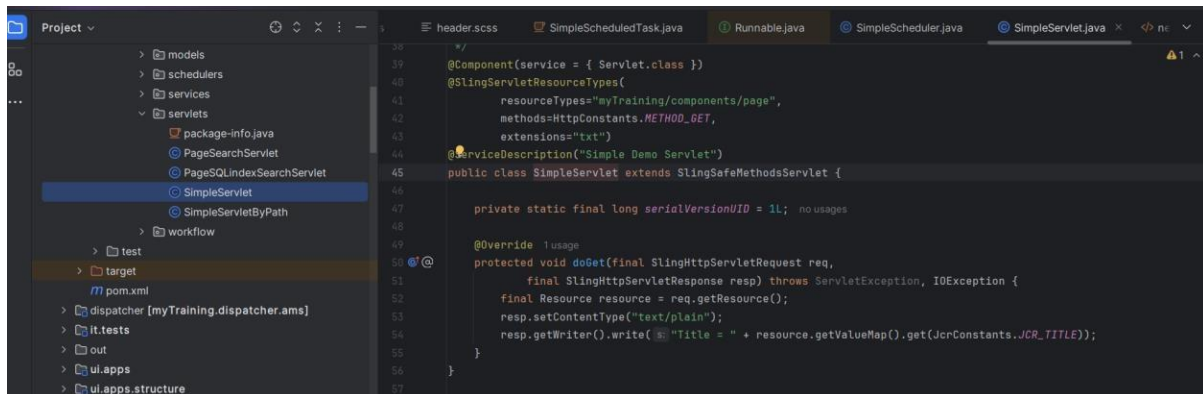 Project
models
schedulers
services
servlets
package-info.java
PageSearchServlet
PageSQLindexSearchServlet
SimpleServlet
SimpleServletByPath
workflow
test
target
pom.xml
dispatcher [myTraining.dispatcher.ams]
it.tests
out
ui.apps
ui.apps.structure
header.scss SimpleScheduledTask.java Runnable.java SimpleScheduler.java SimpleServlet.java
1
38 */
39 @Component(service = { Servlet.class })
40 @SlingServletResourceTypes(
41 resourceTypes="myTraining/components/page",
42 methods=HttpConstants.METHOD_GET,
43 extensions="txt")
44 @ServiceDescription("Simple Demo Servlet")
45 public class SimpleServlet extends SlingSafeMethodsServlet {
46
47 private static final long serialVersionUID = 1L; no usages
48
49 @Override 1 usage
50 protected void doGet(final SlingHttpServletRequest req,
51 final SlingHttpServletResponse resp) throws ServletException, IOException {
52 final Resource resource = req.getResource();
53 resp.setContentType("text/plain");
54 resp.getWriter().write( s: "Title = " + resource.getValueMap().get(JcrConstants.JCR_TITLE));
55 }
56 }
57